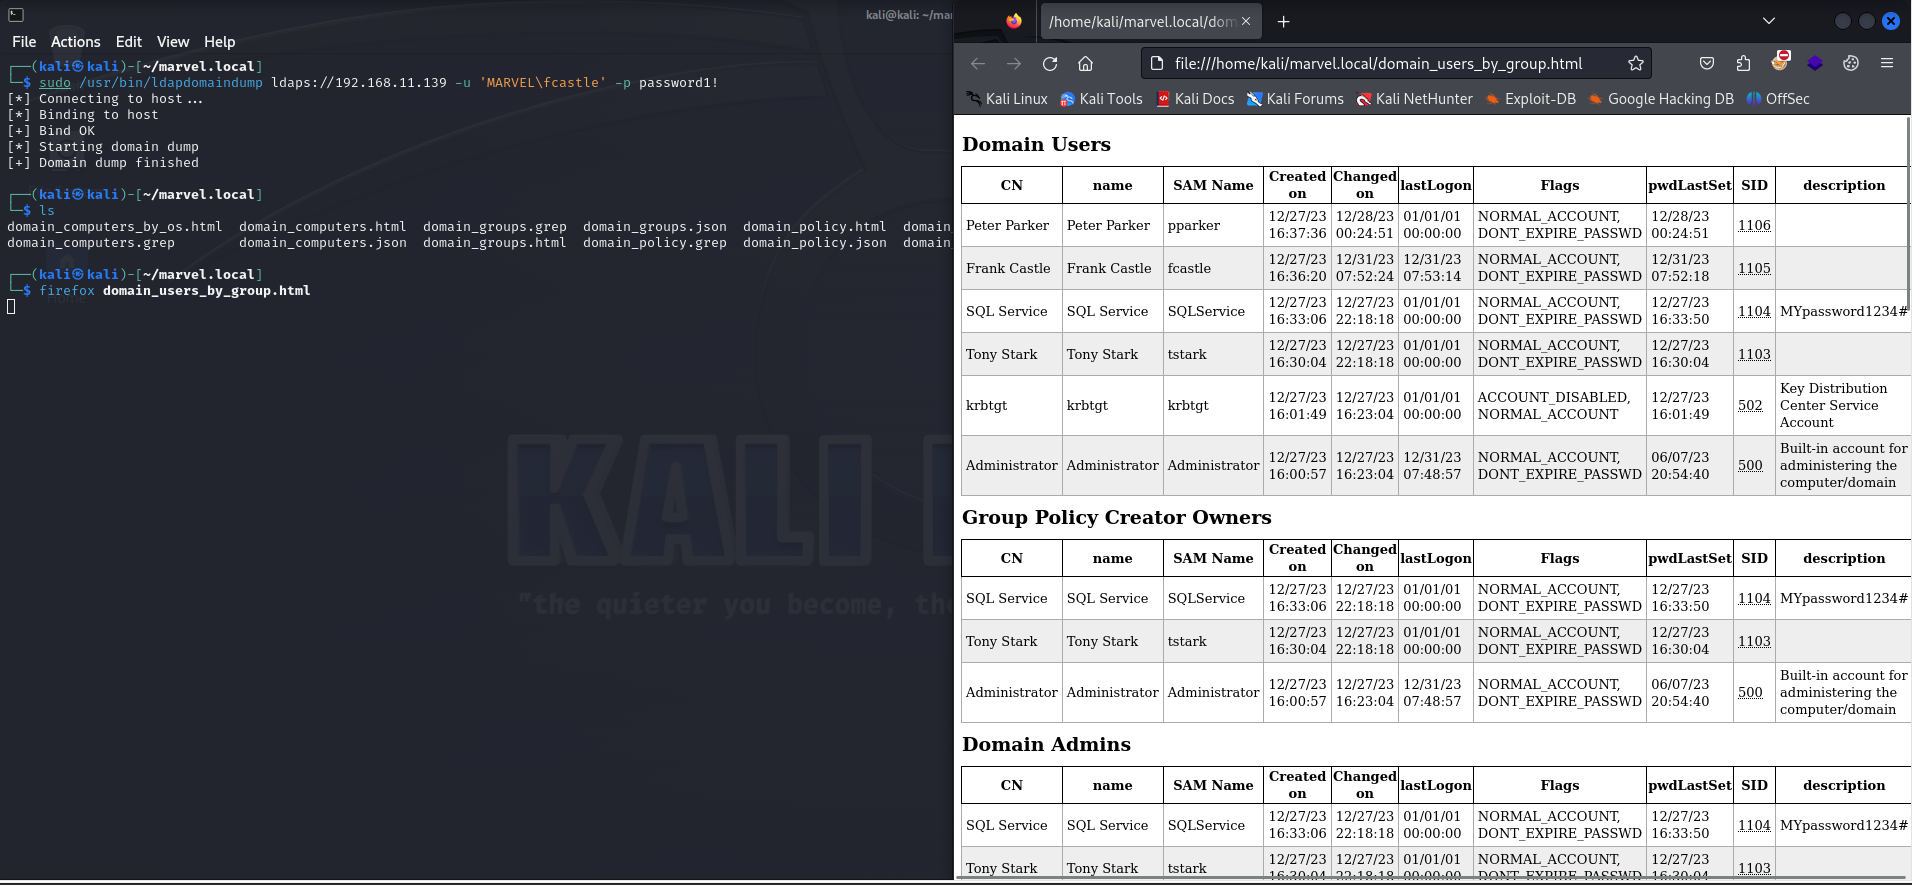 kali@kali: ~/mar
File Actions Edit View Help
┌──(kali㉿kali)-[~/marvel.local]
└─$ sudo /usr/bin/ldapdomaindump ldaps://192.168.11.139 -u 'MARVEL\fcastle' -p password1!
[*] Connecting to host...
[*] Binding to host
[+] Bind OK
[*] Starting domain dump
[+] Domain dump finished
┌──(kali㉿kali)-[~/marvel.local]
└─$ ls
domain_computers_by_os.html domain_computers.html domain_groups.grep domain_groups.json domain_policy.html domain_
domain_computers.grep domain_computers.json domain_groups.html domain_policy.grep domain_policy.json domain_
┌──(kali㉿kali)-[~/marvel.local]
└─$ firefox domain_users_by_group.html
KALI
"the quieter you become, the
/home/kali/marvel.local/dom
file:///home/kali/marvel.local/domain_users_by_group.html
Kali Linux Kali Tools Kali Docs Kali Forums Kali NetHunter Exploit-DB Google Hacking DB OffSec
Domain Users
CN name SAM Name Created on Changed on lastLogon Flags pwdLastSet SID description
Peter Parker Peter Parker pparker 12/27/23 16:37:36 12/28/23 00:24:51 01/01/01 00:00:00 NORMAL_ACCOUNT, DONT_EXPIRE_PASSWD 12/28/23 00:24:51 1106
Frank Castle Frank Castle fcastle 12/27/23 16:36:20 12/31/23 07:52:24 12/31/23 07:53:14 NORMAL_ACCOUNT, DONT_EXPIRE_PASSWD 12/31/23 07:52:18 1105
SQL Service SQL Service SQLService 12/27/23 16:33:06 12/27/23 22:18:18 01/01/01 00:00:00 NORMAL_ACCOUNT, DONT_EXPIRE_PASSWD 12/27/23 16:33:50 1104 MYpassword1234#
Tony Stark Tony Stark tstark 12/27/23 16:30:04 12/27/23 22:18:18 01/01/01 00:00:00 NORMAL_ACCOUNT, DONT_EXPIRE_PASSWD 12/27/23 16:30:04 1103
krbtgt krbtgt krbtgt 12/27/23 16:01:49 12/27/23 16:23:04 01/01/01 00:00:00 ACCOUNT_DISABLED, NORMAL_ACCOUNT 12/27/23 16:01:49 502 Key Distribution Center Service Account
Administrator Administrator Administrator 12/27/23 16:00:57 12/27/23 16:23:04 12/31/23 07:48:57 NORMAL_ACCOUNT, DONT_EXPIRE_PASSWD 06/07/23 20:54:40 500 Built-in account for administering the computer/domain
Group Policy Creator Owners
CN name SAM Name Created on Changed on lastLogon Flags pwdLastSet SID description
SQL Service SQL Service SQLService 12/27/23 16:33:06 12/27/23 22:18:18 01/01/01 00:00:00 NORMAL_ACCOUNT, DONT_EXPIRE_PASSWD 12/27/23 16:33:50 1104 MYpassword1234#
Tony Stark Tony Stark tstark 12/27/23 16:30:04 12/27/23 22:18:18 01/01/01 00:00:00 NORMAL_ACCOUNT, DONT_EXPIRE_PASSWD 12/27/23 16:30:04 1103
Administrator Administrator Administrator 12/27/23 16:00:57 12/27/23 16:23:04 12/31/23 07:48:57 NORMAL_ACCOUNT, DONT_EXPIRE_PASSWD 06/07/23 20:54:40 500 Built-in account for administering the computer/domain
Domain Admins
CN name SAM Name Created on Changed on lastLogon Flags pwdLastSet SID description
SQL Service SQL Service SQLService 12/27/23 16:33:06 12/27/23 22:18:18 01/01/01 00:00:00 NORMAL_ACCOUNT, DONT_EXPIRE_PASSWD 12/27/23 16:33:50 1104 MYpassword1234#
Tony Stark Tony Stark tstark 12/27/23 16:30:04 12/27/23 22:18:18 01/01/01 00:00:00 NORMAL_ACCOUNT, DONT_EXPIRE_PASSWD 12/27/23 16:30:04 1103